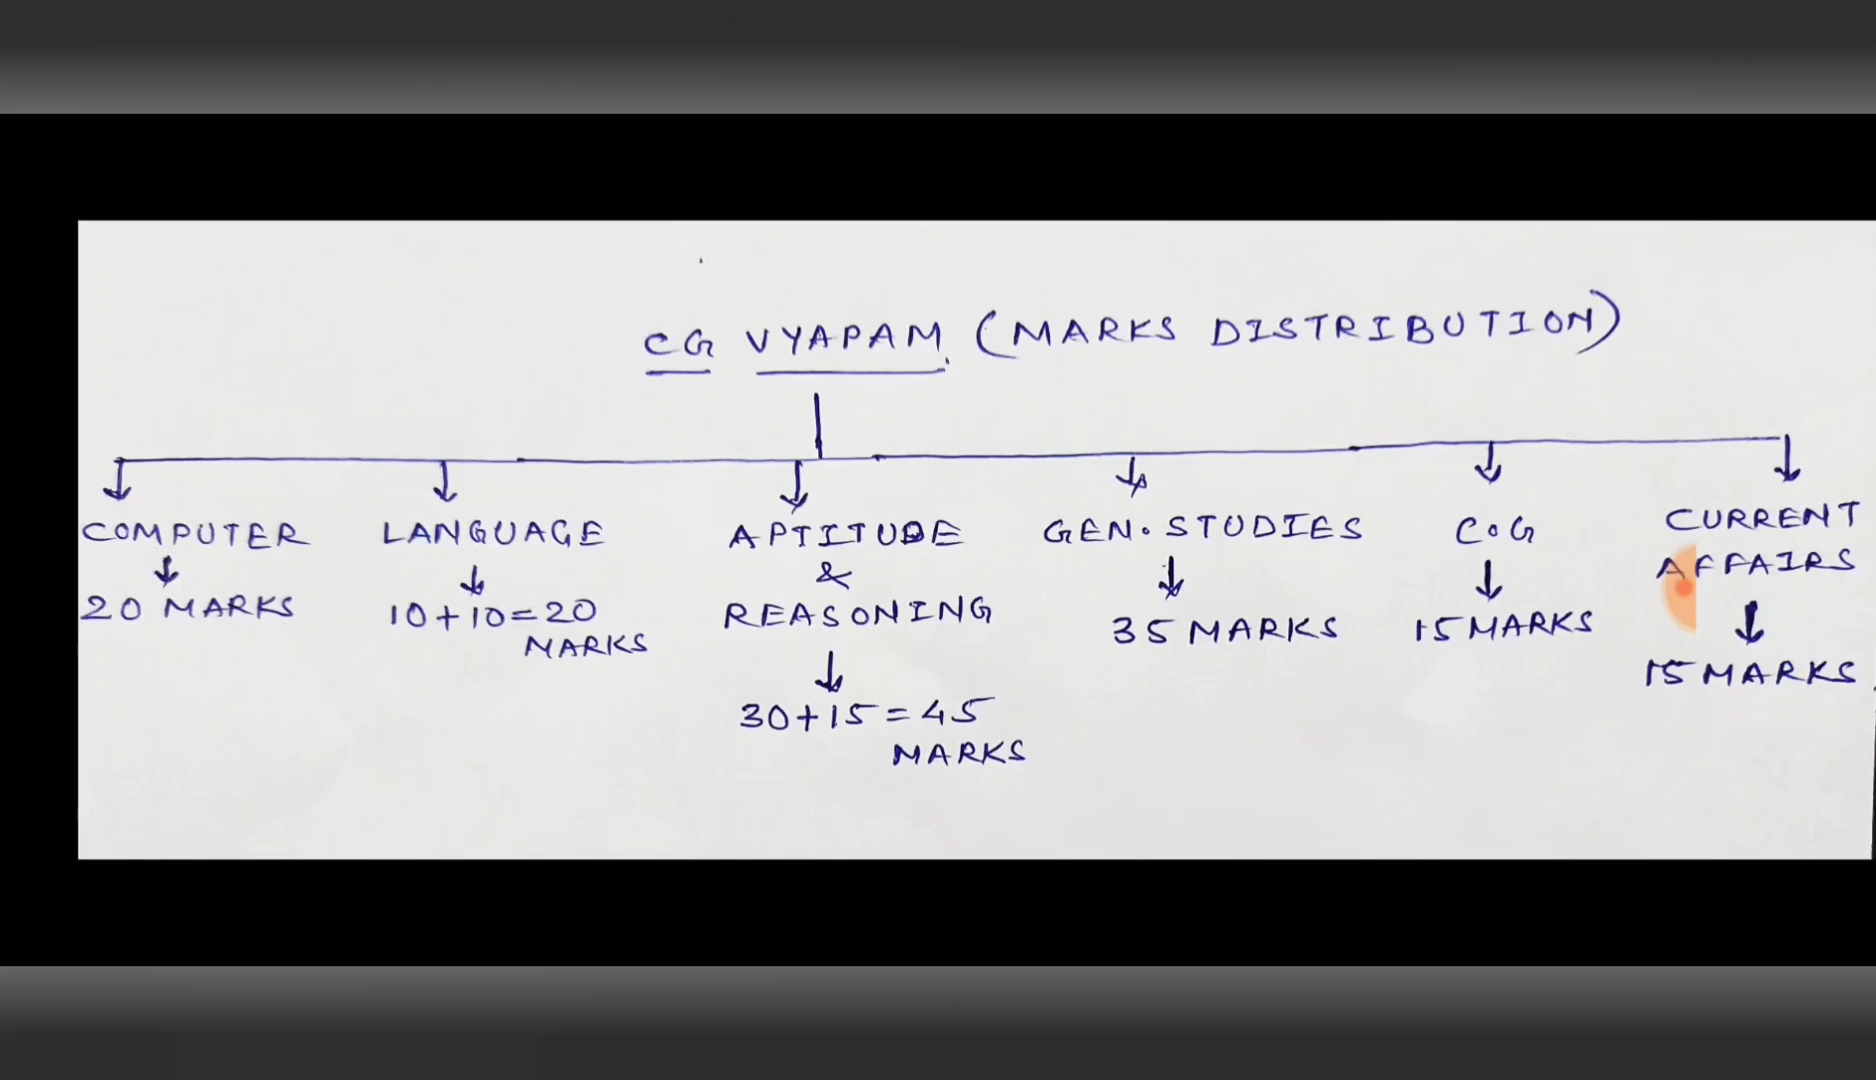 CG VYAPAM (MARKS DISTRIBUTION)
COMPUTER
20 MARKS
LANGUAGE
10+10=20
MARKS
APTITUDE
&
REASONING
30+15=45
MARKS
GEN. STUDIES
35 MARKS
C.G
15 MARKS
CURRENT
AFFAIRS
15 MARKS